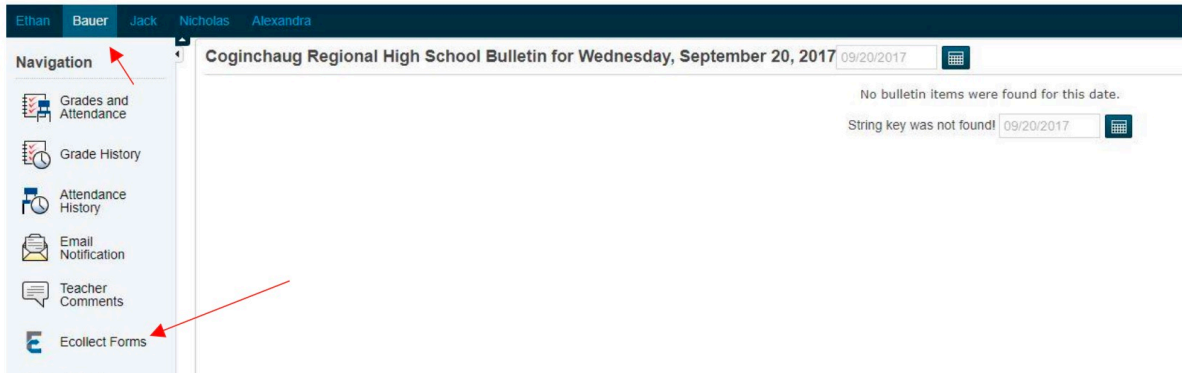 Ethan Bauer Jack Nicholas Alexandra
Navigation
Grades and
Attendance
Grade History
Attendance
History
Email
Notification
Teacher
Comments
Ecollect Forms
Coginchaug Regional High School Bulletin for Wednesday, September 20, 2017 09/20/2017
No bulletin items were found for this date.
String key was not found! 09/20/2017